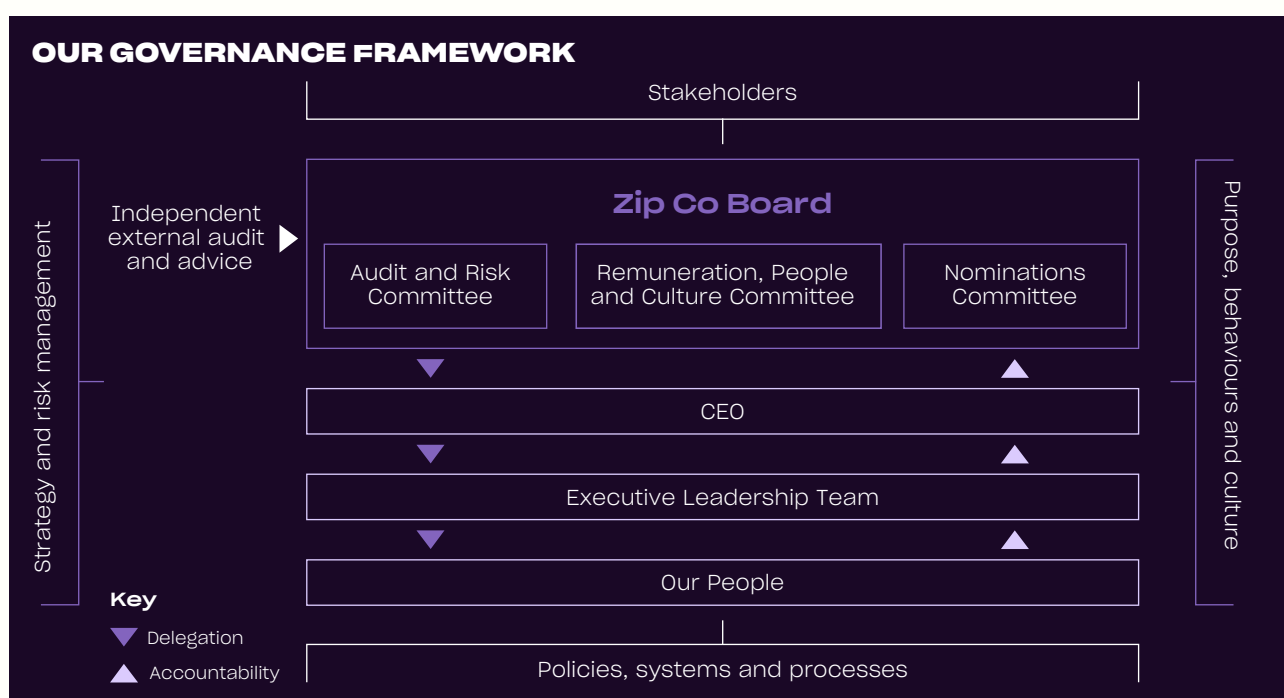 OUR GOVERNANCE FRAMEWORK
Stakeholders
Strategy and risk management
Independent
external audit
and advice
Zip Co Board
Audit and Risk
Committee
Remuneration, People
and Culture Committee
Nominations
Committee
Purpose, behaviours and culture
CEO
Executive Leadership Team
Our People
Key
Delegation
Accountability
Policies, systems and processes